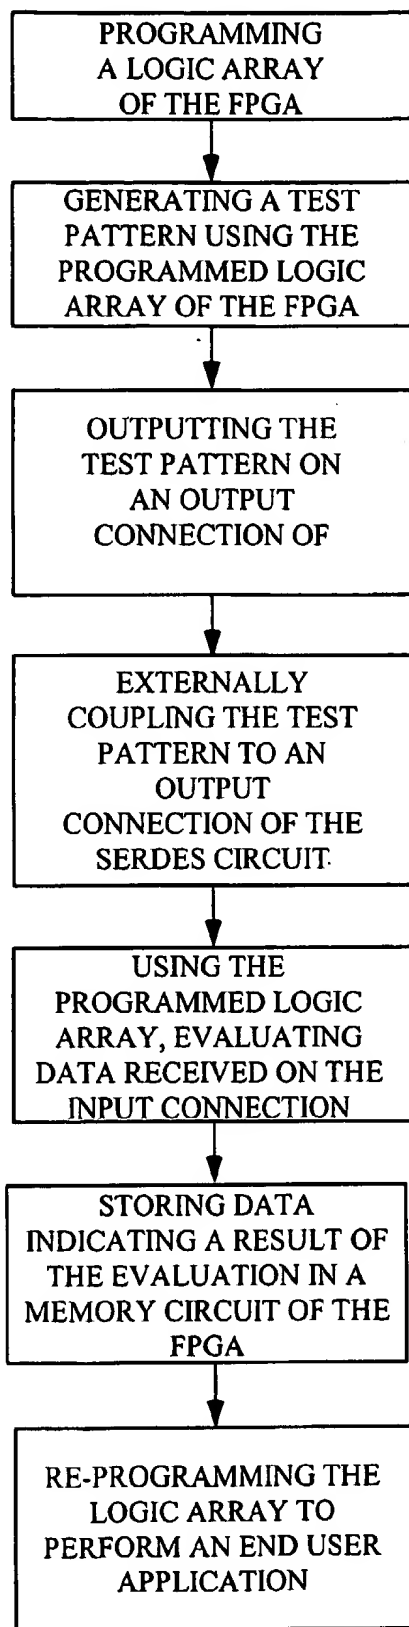 PROGRAMMING
A LOGIC ARRAY
OF THE FPGA
GENERATING A TEST
PATTERN USING THE
PROGRAMMED LOGIC
ARRAY OF THE FPGA
OUTPUTTING THE
TEST PATTERN ON
AN OUTPUT
CONNECTION OF
EXTERNALLY
COUPLING THE TEST
PATTERN TO AN
OUTPUT
CONNECTION OF THE
SERDES CIRCUIT
USING THE
PROGRAMMED LOGIC
ARRAY, EVALUATING
DATA RECEIVED ON THE
INPUT CONNECTION
STORING DATA
INDICATING A RESULT OF
THE EVALUATION IN A
MEMORY CIRCUIT OF THE
FPGA
RE-PROGRAMMING THE
LOGIC ARRAY TO
PERFORM AN END USER
APPLICATION